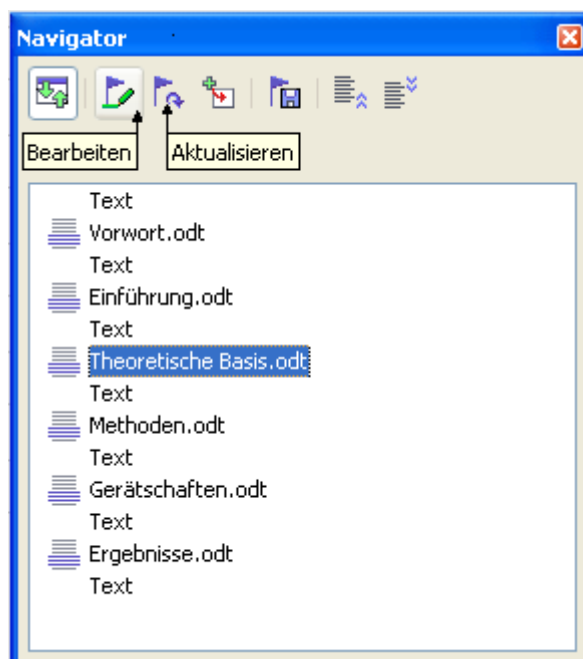 Navigator
Bearbeiten
Aktualisieren
Text
Vorwort.odt
Text
Einführung.odt
Text
Theoretische Basis.odt
Text
Methoden.odt
Text
Gerätschaften.odt
Text
Ergebnisse.odt
Text